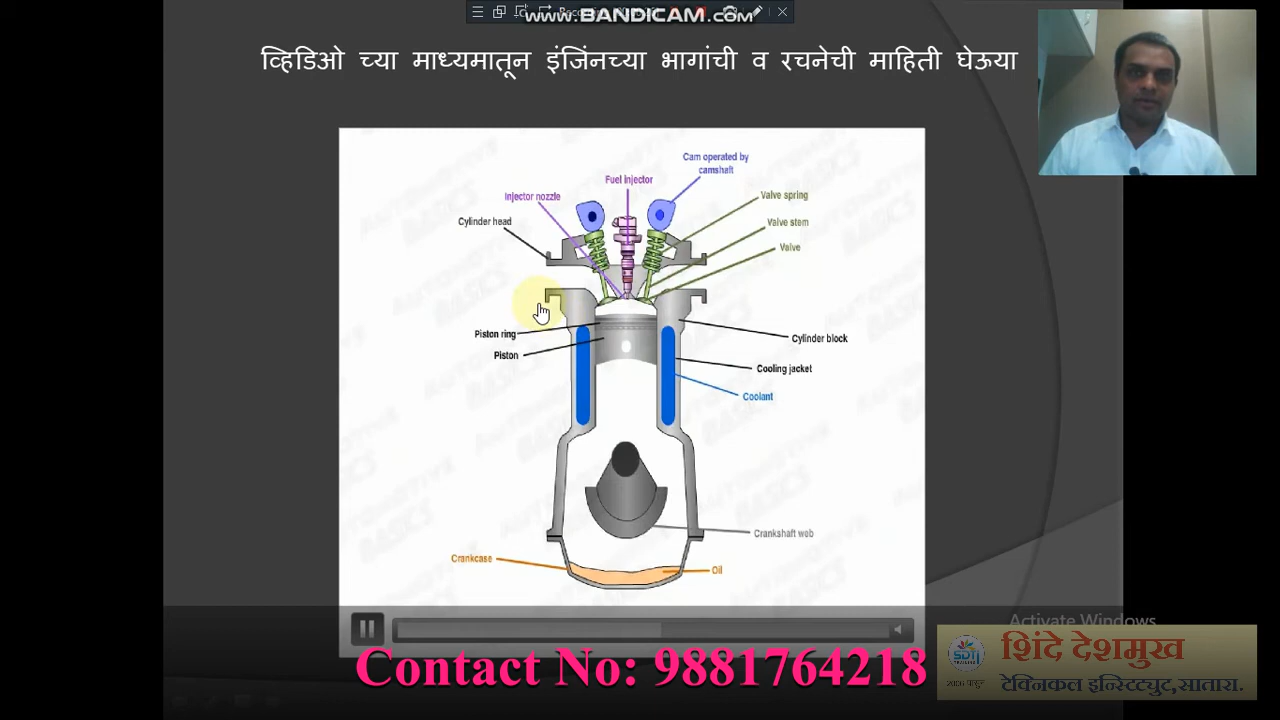 www.BANDICAM.com
व्हिडिओ च्या माध्यमातून इंजिंनच्या भागांची व रचनेची माहिती घेऊया
Cam operated by
camshaft
Fuel injector
Injector nozzle
Valve spring
Cylinder head
Valve stem
Valve
Piston ring
Cylinder block
Piston
Cooling jacket
Coolant
Crankshaft web
Crankcase
Oil
Activate Windows
शिंदे देशमुख
SDTI
टेक्निकल इन्स्टिट्युट,सातारा.
Contact No: 9881764218